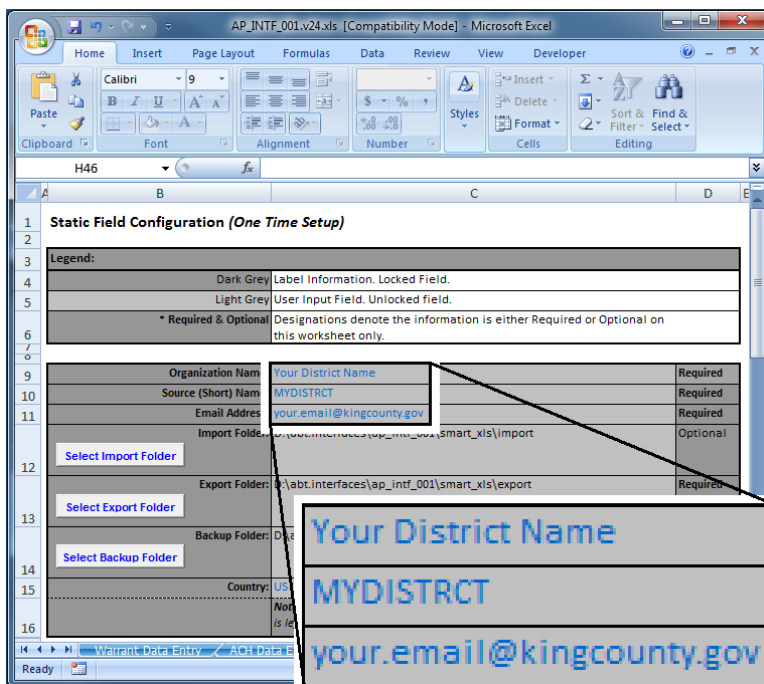 AP_INTF_001.v24.xls [Compatibility Mode] - Microsoft Excel
Home Insert Page Layout Formulas Data Review View Developer
Paste
Calibri 9
B I U A A
A
$ % ,
Styles
Insert
Delete
Format
Σ
Sort & Filter
Find & Select
Clipboard Font Alignment Number Cells Editing
H46 fx
A B C D E
1 Static Field Configuration (One Time Setup)
2
3 Legend:
4 Dark Grey Label Information. Locked Field.
5 Light Grey User Input Field. Unlocked field.
* Required & Optional Designations denote the information is either Required or Optional on
6 this worksheet only.
7
8
9 Organization Name Your District Name Required
10 Source (Short) Name MYDISTRCT Required
11 Email Address your.email@kingcounty.gov Required
Import Folder: D:\abt.interfaces\ap_intf_001\smart_xls\import Optional
Select Import Folder
12
Export Folder: D:\abt.interfaces\ap_intf_001\smart_xls\export Required
Select Export Folder
13
Backup Folder:
Select Backup Folder
14
15 Country: US
Not
16 is le
Your District Name
MYDISTRCT
your.email@kingcounty.gov
Warrant Data Entry ACH Data E
Ready